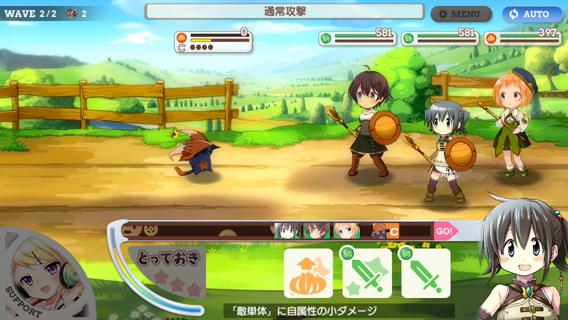 WAVE 2/2 2
通常攻撃
MENU
AUTO
0
C
581
581
397
C
GO!
SUPPORT
とっておき
「敵単体」に自属性の小ダメージ